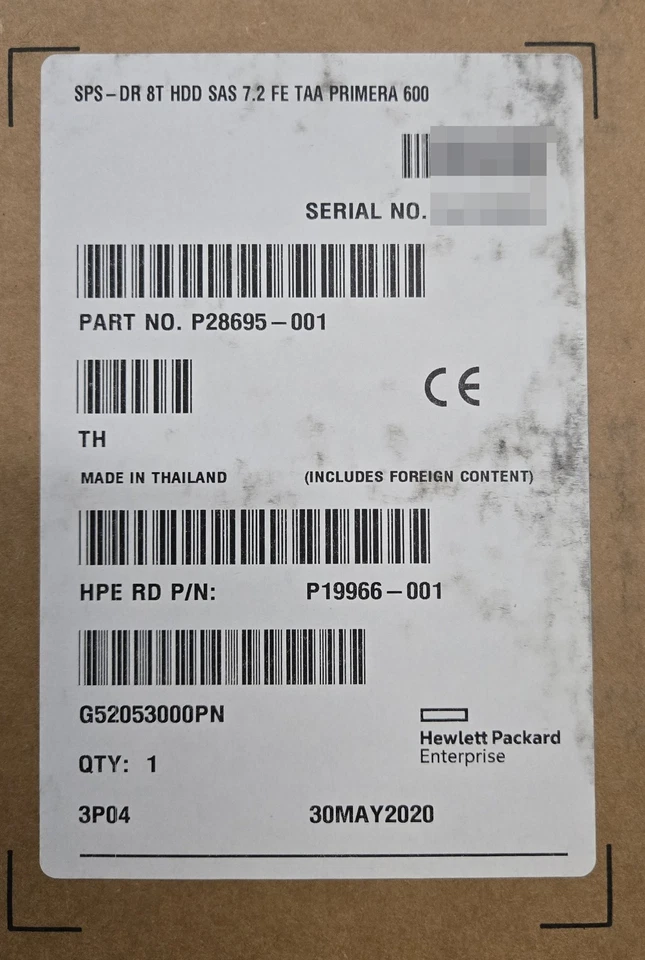 SPS-DR 8T HDD SAS 7.2 FE TAA PRIMERA 600
SERIAL NO.
PART NO. P28695-001
CE
TH
MADE IN THAILAND (INCLUDES FOREIGN CONTENT)
HPE RD P/N: P19966-001
G52053000PN
Hewlett Packard
Enterprise
QTY: 1
3P04 30MAY2020